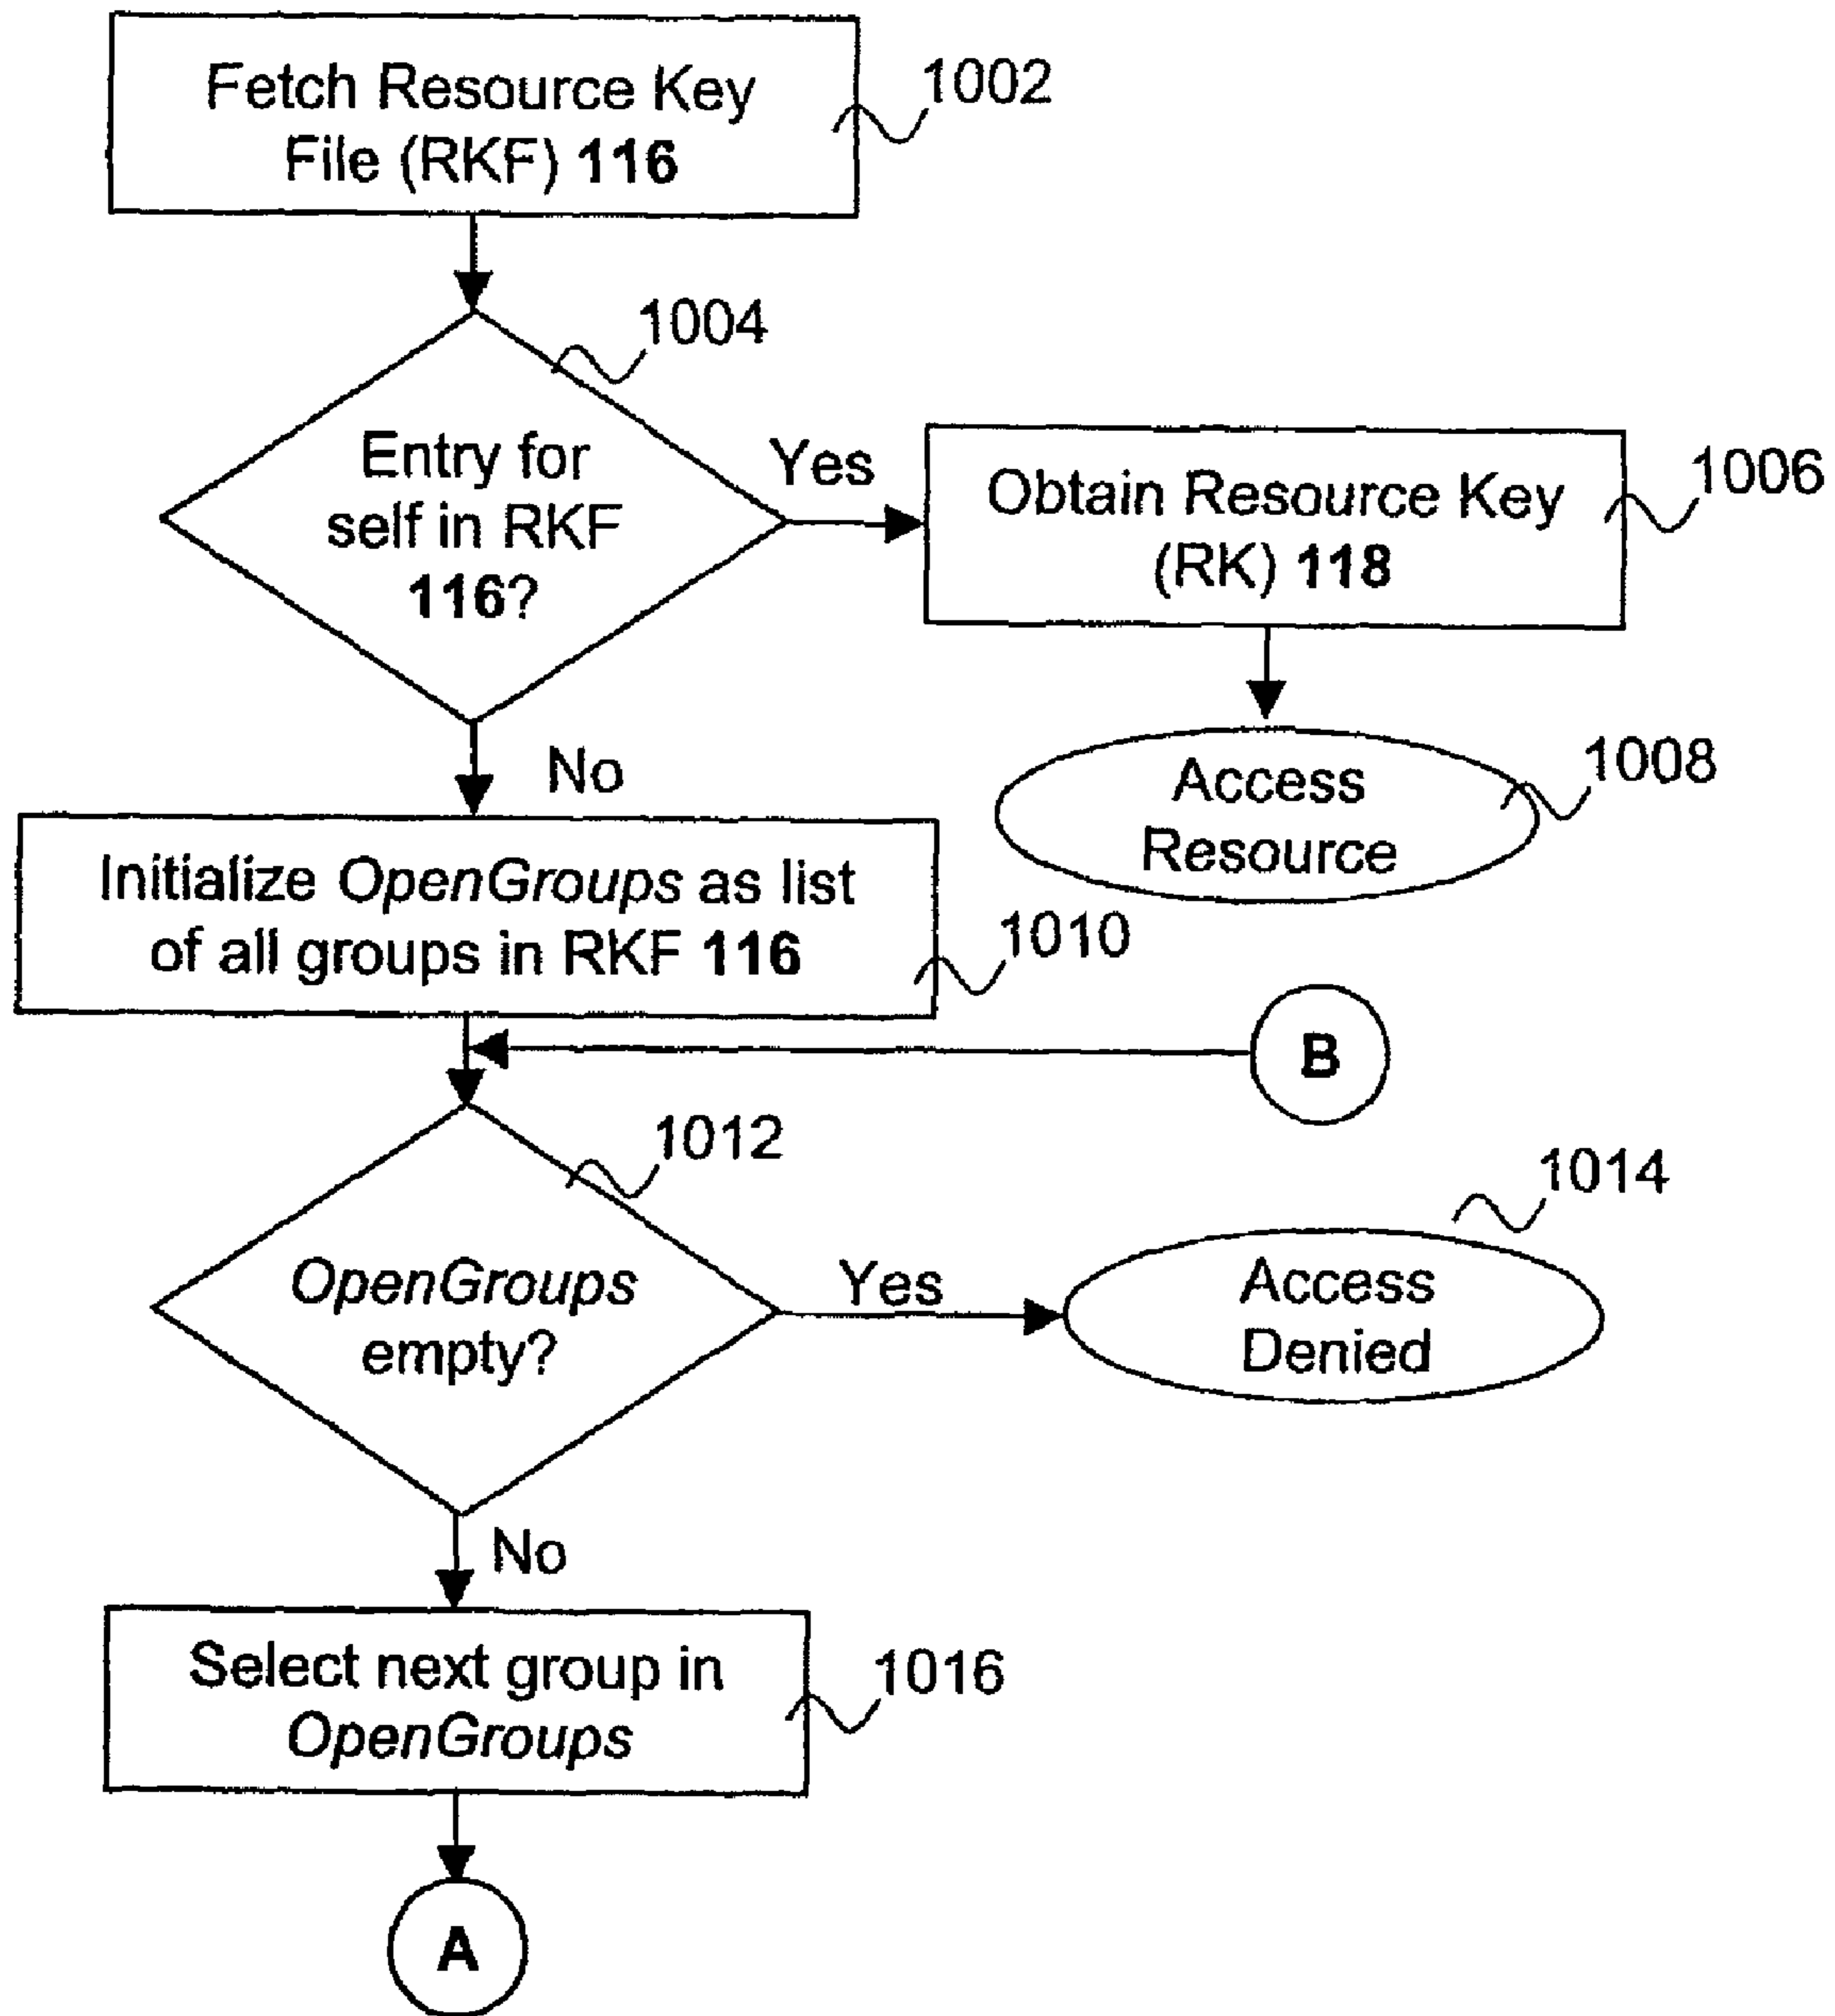 Fetch Resource Key
File (RKF) 116
1002
1004
Entry for
self in RKF
116?
Yes
Obtain Resource Key
(RK) 118
1006
No
Access
Resource
1008
Initialize OpenGroups as list
of all groups in RKF 116
1010
B
1012
OpenGroups
empty?
Yes
1014
Access
Denied
No
Select next group in
OpenGroups
1016
A